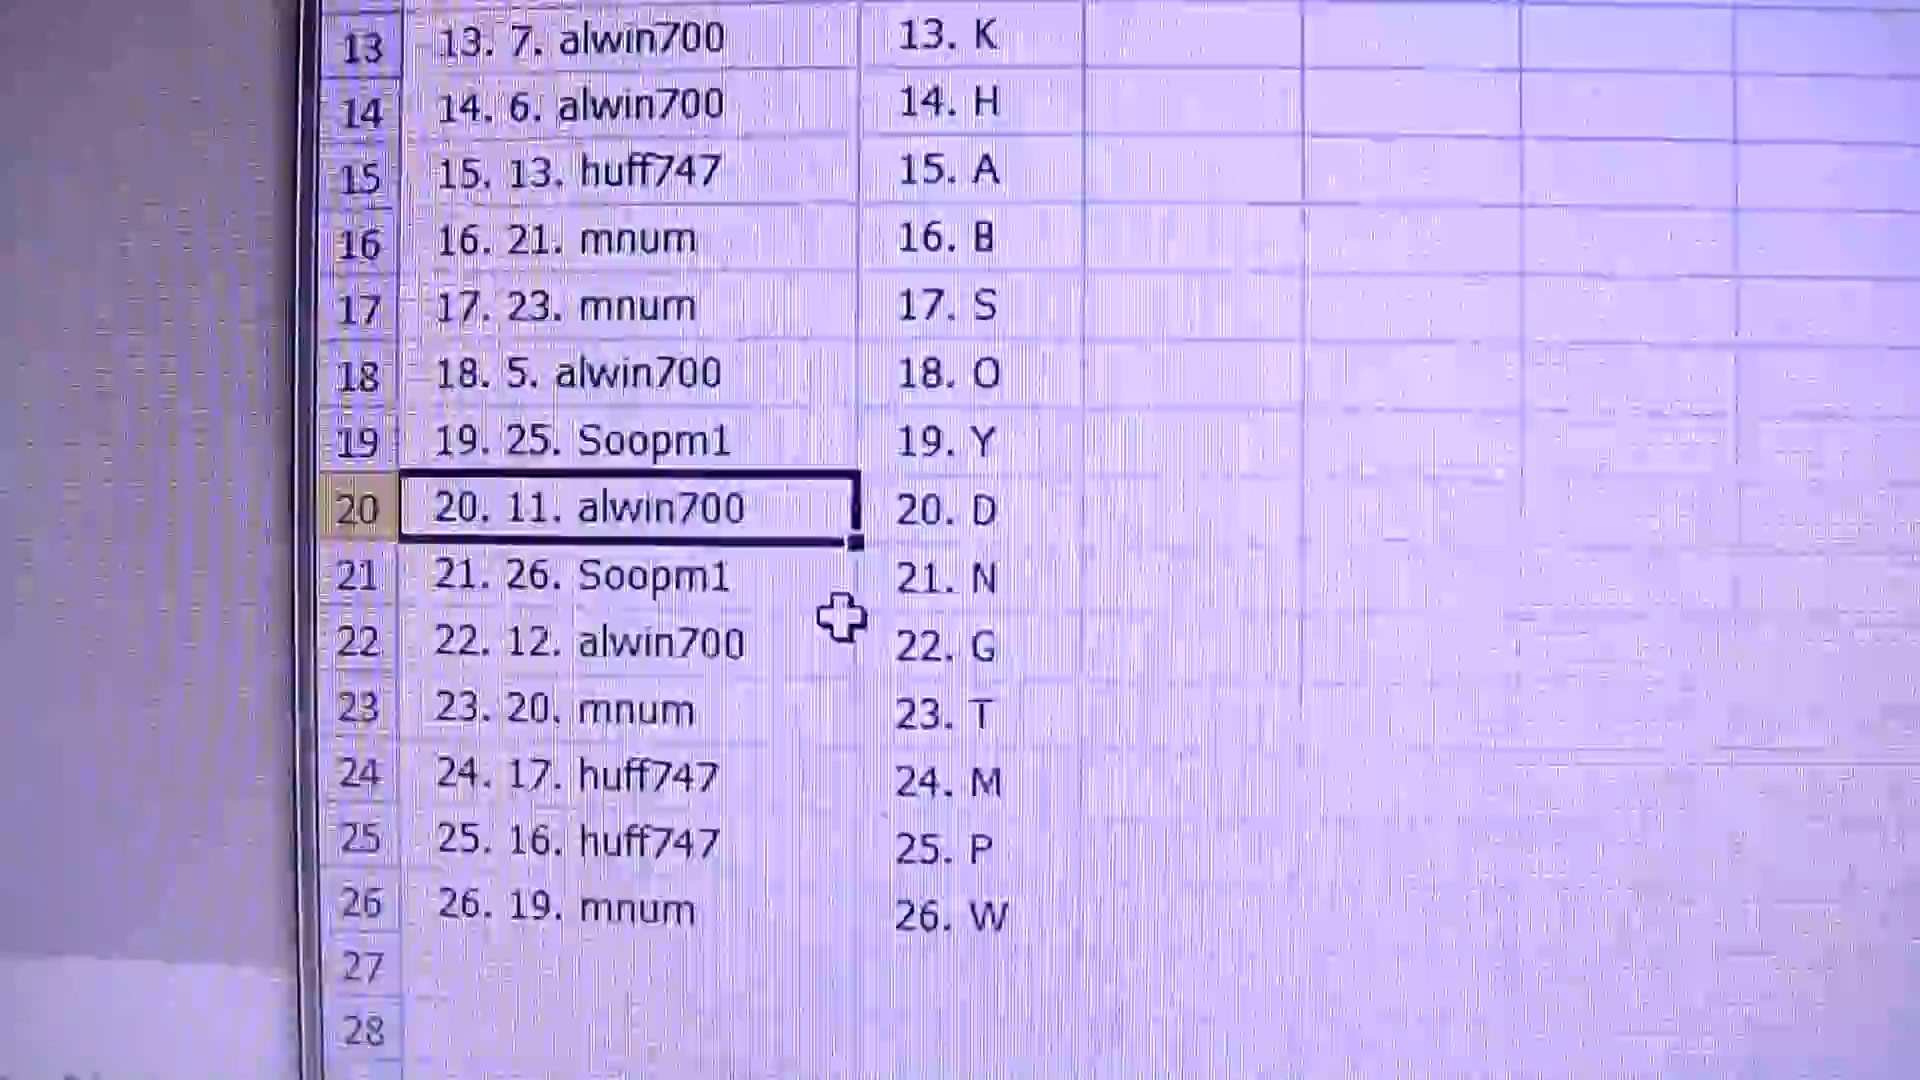 13 13. 7. alwin700 13. K
14 14. 6. alwin700 14. H
15 15. 13. huff747 15. A
16 16. 21. mnum 16. B
17 17. 23. mnum 17. S
18 18. 5. alwin700 18. O
19 19. 25. Soopm1 19. Y
20 20. 11. alwin700 20. D
21 21. 26. Soopm1 21. N
22 22. 12. alwin700 22. G
23 23. 20. mnum 23. T
24 24. 17. huff747 24. M
25 25. 16. huff747 25. P
26 26. 19. mnum 26. W
27
28